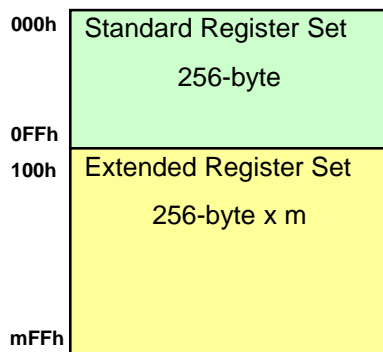 000h
Standard Register Set
256-byte
0FFh
100h
Extended Register Set
256-byte x m
mFFh